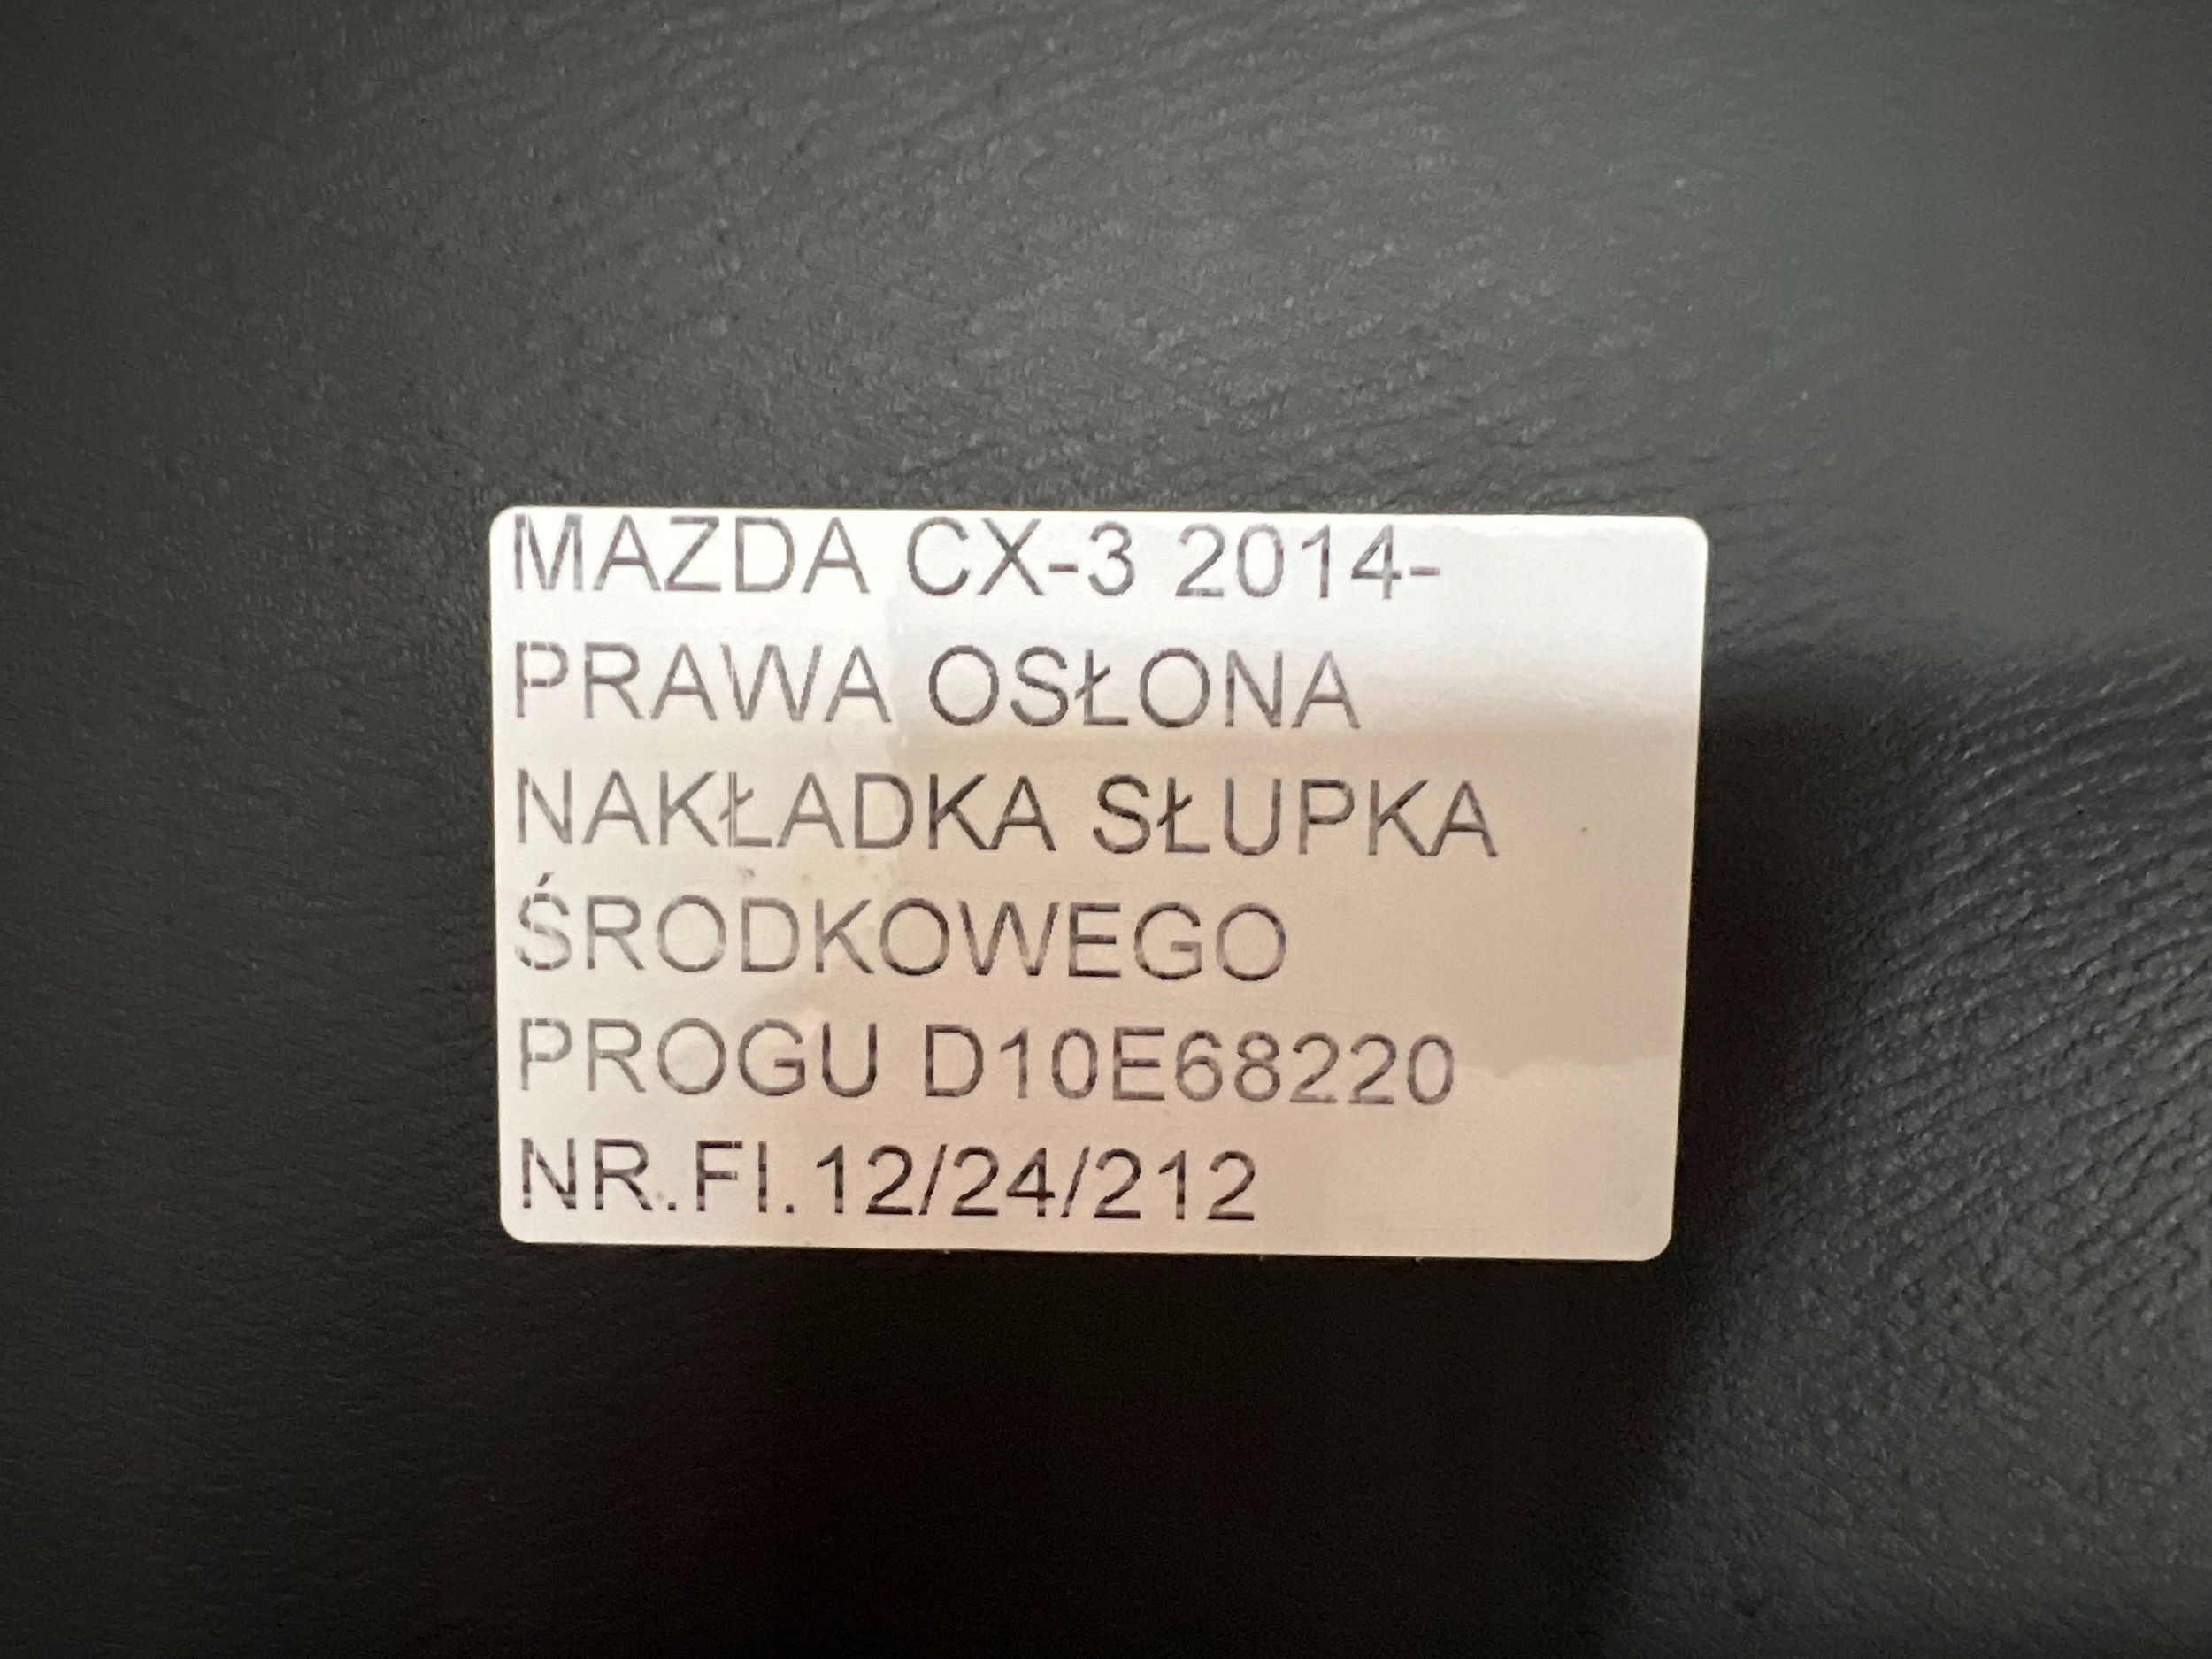 MAZDA CX-3 2014-
PRAWA OSŁONA
NAKŁADKA SŁUPKA
ŚRODKOWEGO
PROGU D10E68220
NR.FI.12/24/212